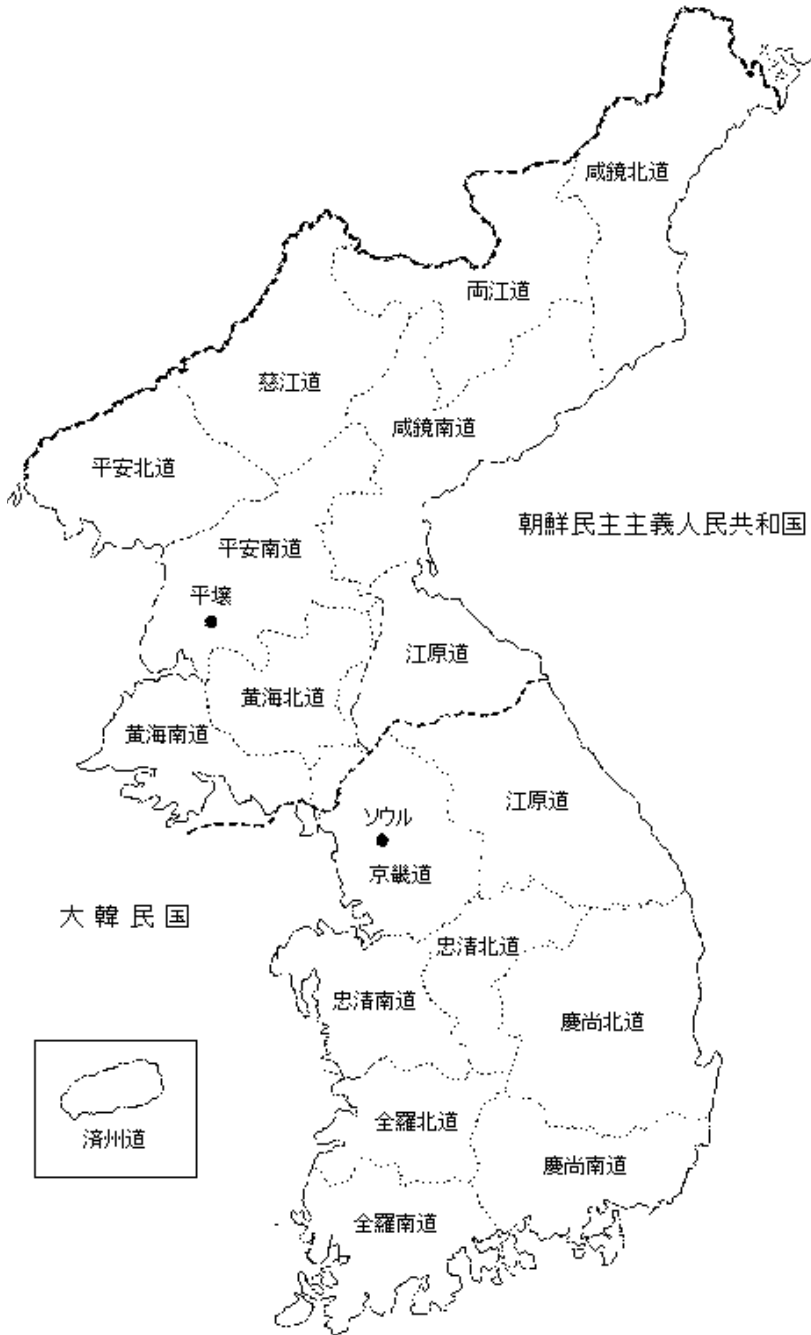 咸鏡北道
両江道
慈江道
咸鏡南道
平安北道
朝鮮民主主義人民共和国
平安南道
平壌
江原道
黄海北道
黄海南道
江原道
ソウル
京畿道
大韓民国
忠清北道
忠清南道
慶尚北道
全羅北道
済州道
慶尚南道
全羅南道